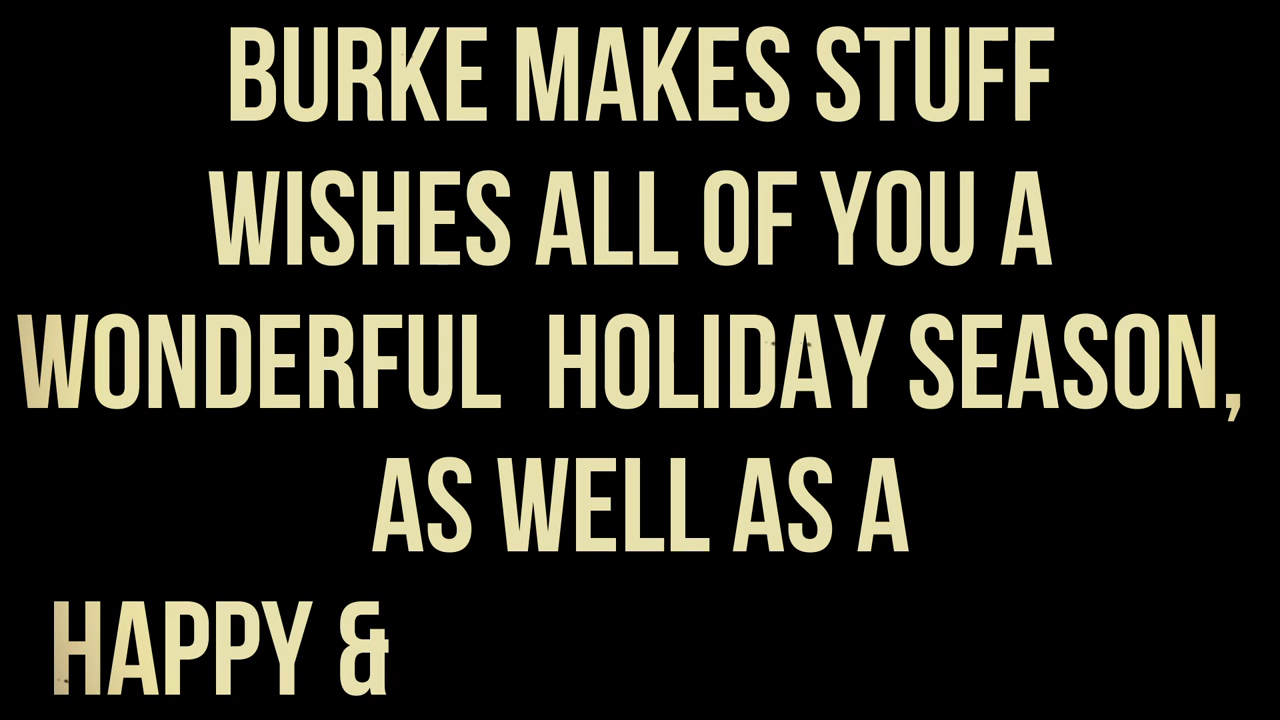 BURKE MAKES STUFF
WISHES ALL OF YOU A
WONDERFUL HOLIDAY SEASON,
AS WELL AS A
HAPPY &